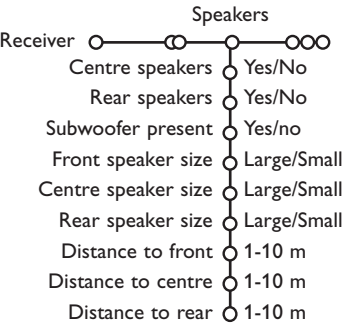 Speakers
Receiver
Centre speakers Yes/No
Rear speakers Yes/No
Subwoofer present Yes/no
Front speaker size Large/Small
Centre speaker size Large/Small
Rear speaker size Large/Small
Distance to front 1-10 m
Distance to centre 1-10 m
Distance to rear 1-10 m